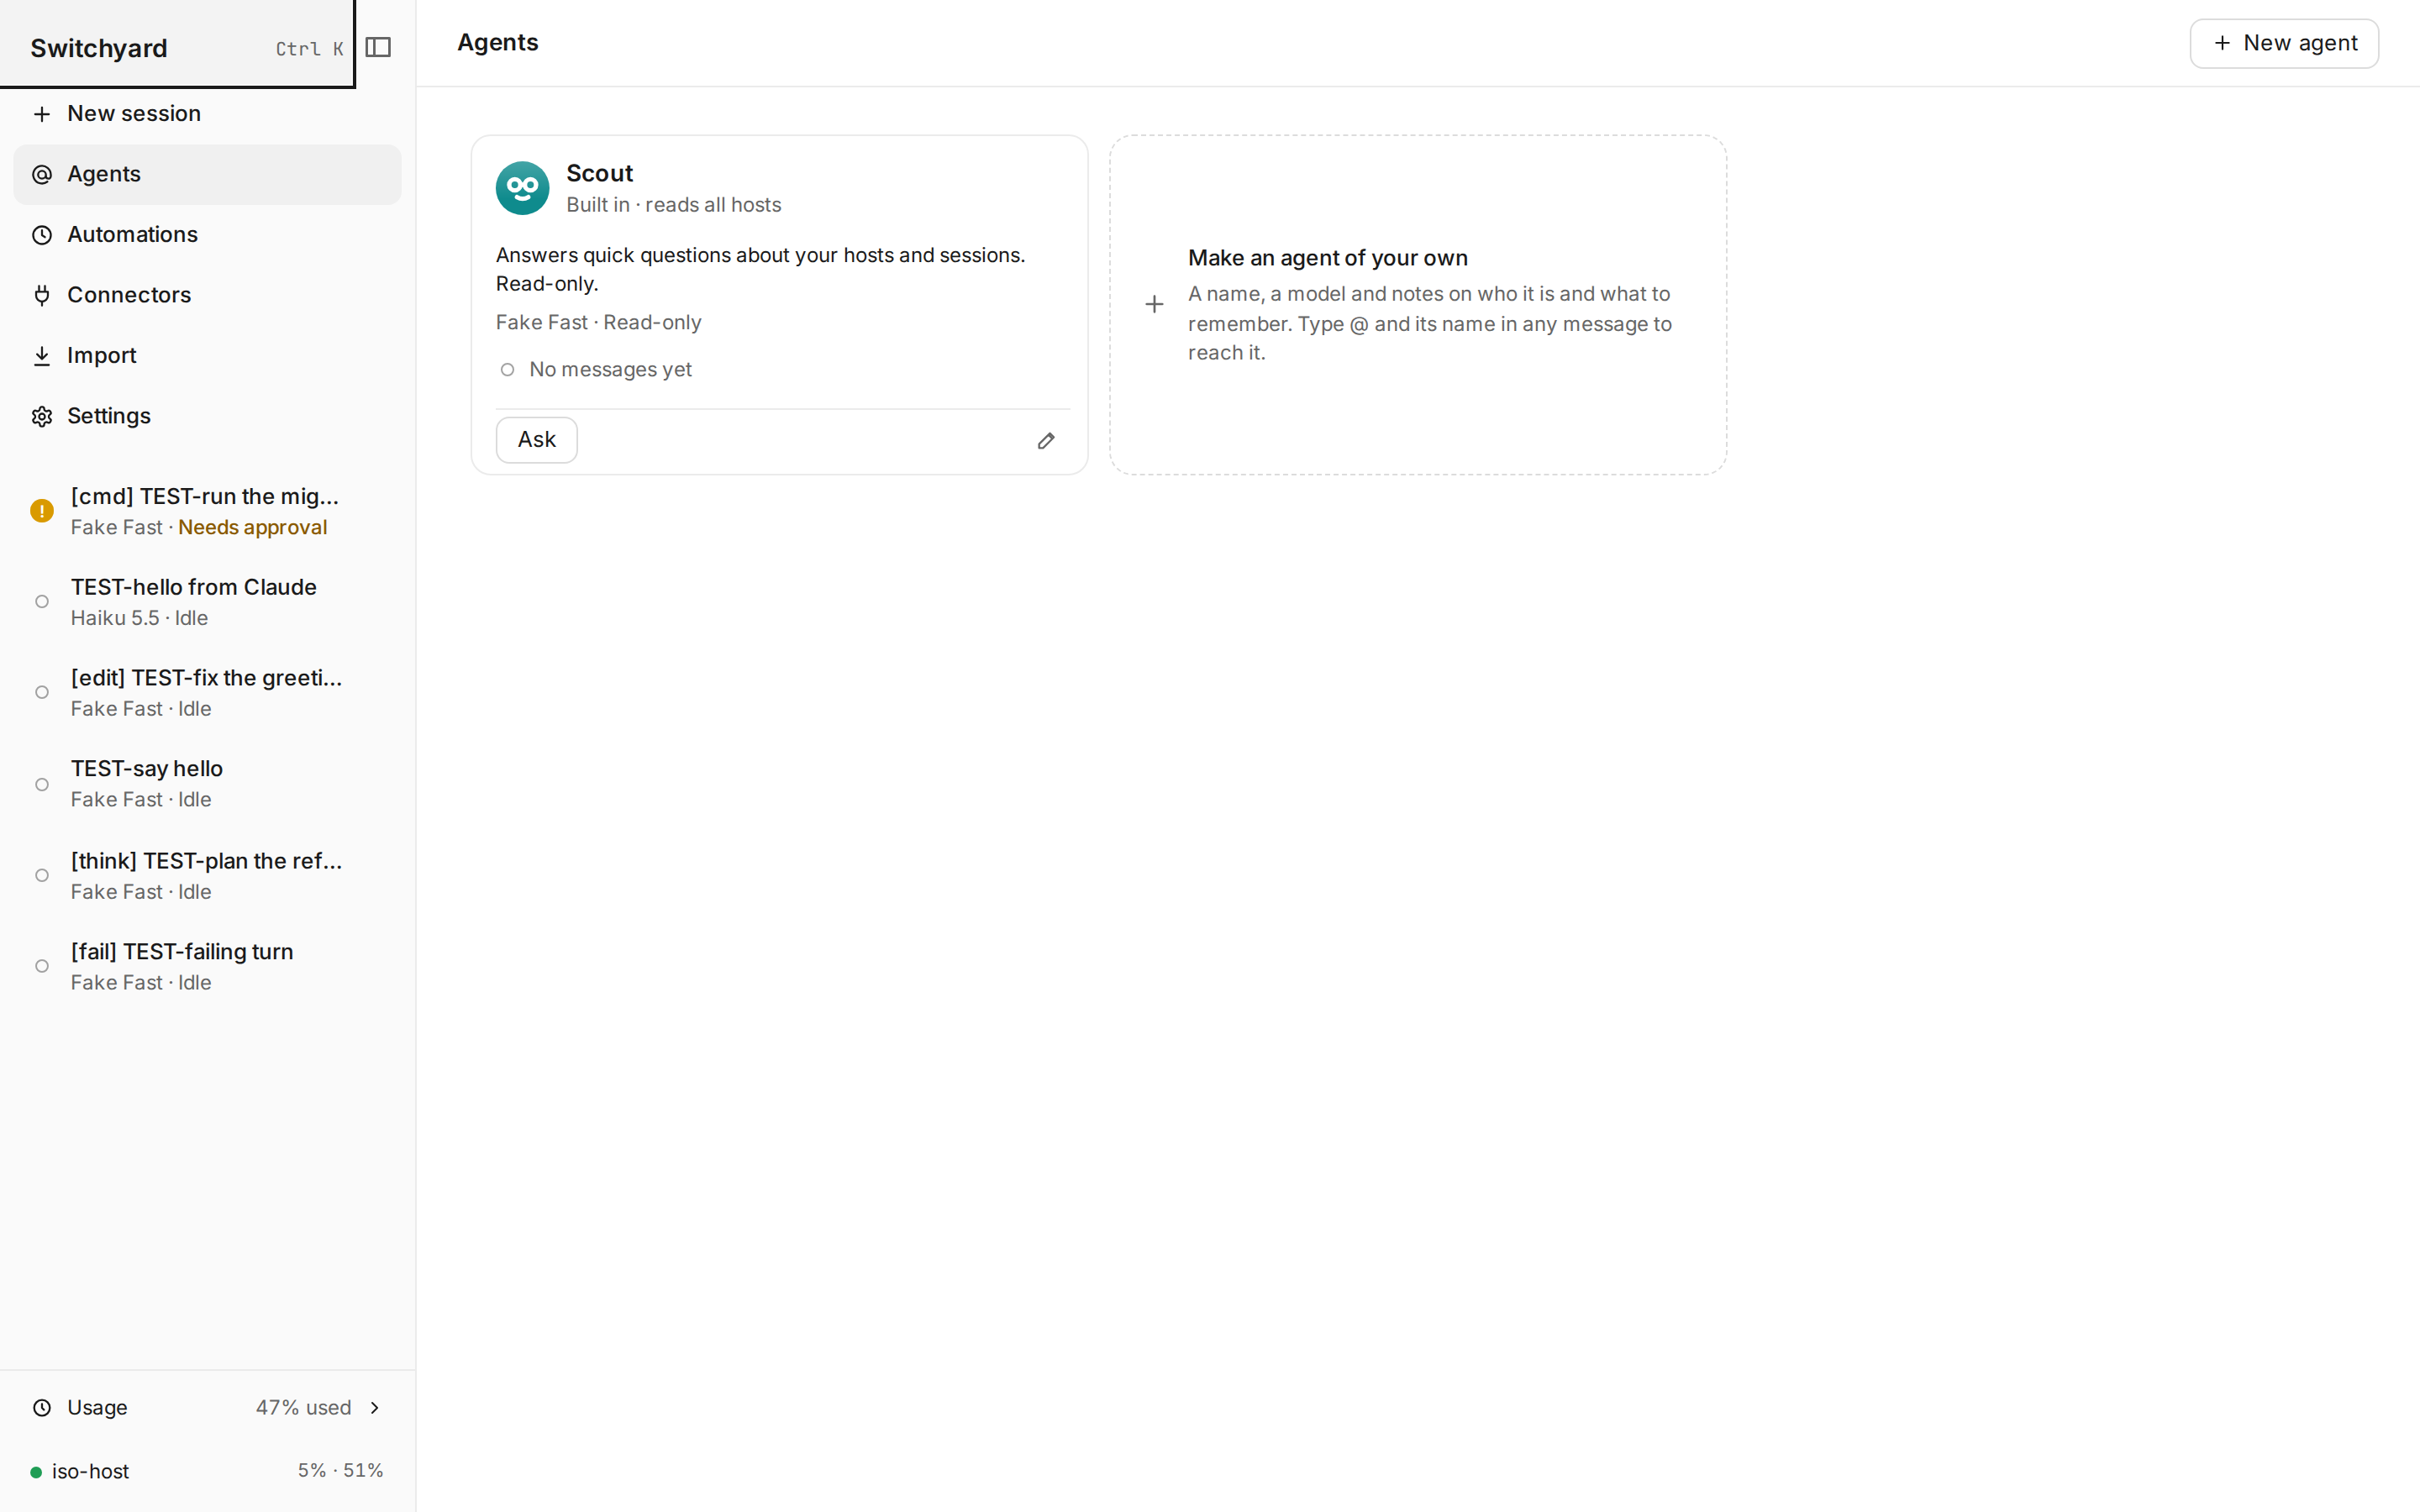 Switchyard
Ctrl K
New session
Agents
Automations
Connectors
Import
Settings
[cmd] TEST-run the mig...
Fake Fast · Needs approval
TEST-hello from Claude
Haiku 5.5 · Idle
[edit] TEST-fix the greeti...
Fake Fast · Idle
TEST-say hello
Fake Fast · Idle
[think] TEST-plan the ref...
Fake Fast · Idle
[fail] TEST-failing turn
Fake Fast · Idle
Usage
47% used
iso-host
5% · 51%
Agents
New agent
Scout
Built in · reads all hosts
Answers quick questions about your hosts and sessions.
Read-only.
Fake Fast · Read-only
No messages yet
Ask
Make an agent of your own
A name, a model and notes on who it is and what to
remember. Type @ and its name in any message to
reach it.